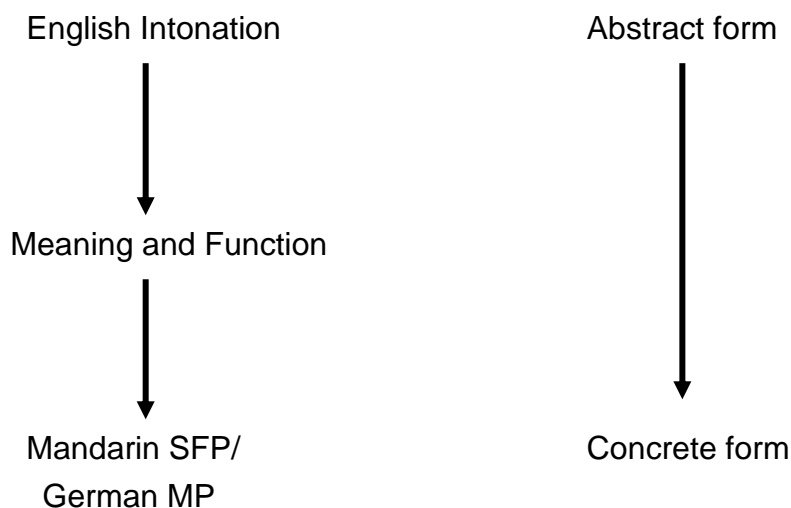 English Intonation
Abstract form
Meaning and Function
Mandarin SFP/
Concrete form
German MP